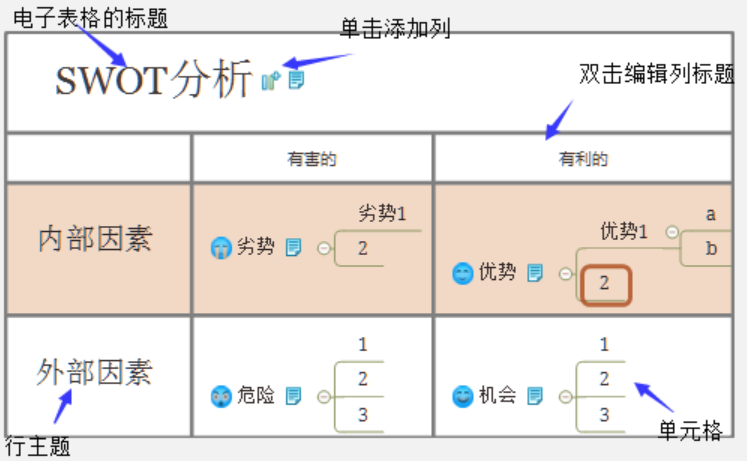 电子表格的标题
单击添加列
SWOT分析
双击编辑列标题
有害的
有利的
内部因素
劣势
劣势1
2
优势
优势1
a
b
2
外部因素
危险
1
2
3
机会
1
2
3
单元格
行主题